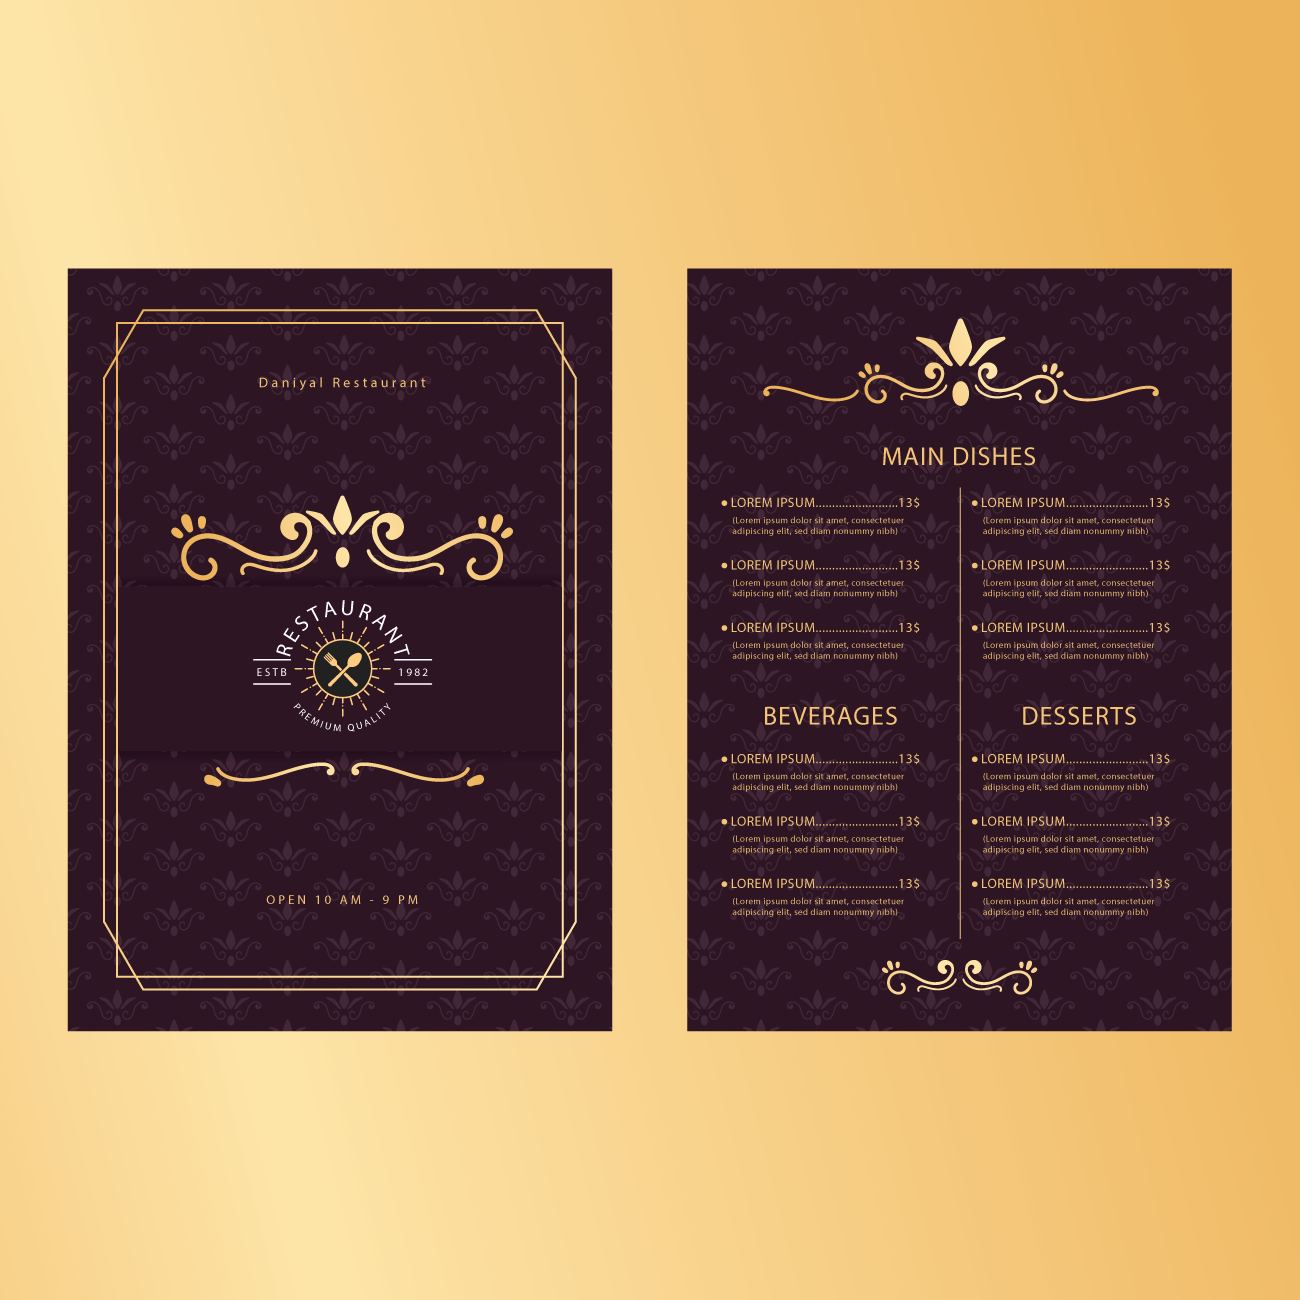 Daniyal Restaurant
RESTAURANT
ESTB
1982
PREMIUM QUALITY
OPEN 10 AM - 9 PM
MAIN DISHES
LOREM IPSUM.........................13$
(Lorem ipsum dolor sit amet, consectetuer
adipiscing elit, sed diam nonummy nibh)
LOREM IPSUM.........................13$
(Lorem ipsum dolor sit amet, consectetuer
adipiscing elit, sed diam nonummy nibh)
LOREM IPSUM.........................13$
(Lorem ipsum dolor sit amet, consectetuer
adipiscing elit, sed diam nonummy nibh)
LOREM IPSUM.........................13$
(Lorem ipsum dolor sit amet, consectetuer
adipiscing elit, sed diam nonummy nibh)
LOREM IPSUM.........................13$
(Lorem ipsum dolor sit amet, consectetuer
adipiscing elit, sed diam nonummy nibh)
LOREM IPSUM.........................13$
(Lorem ipsum dolor sit amet, consectetuer
adipiscing elit, sed diam nonummy nibh)
BEVERAGES
LOREM IPSUM.........................13$
(Lorem ipsum dolor sit amet, consectetuer
adipiscing elit, sed diam nonummy nibh)
LOREM IPSUM.........................13$
(Lorem ipsum dolor sit amet, consectetuer
adipiscing elit, sed diam nonummy nibh)
LOREM IPSUM.........................13$
(Lorem ipsum dolor sit amet, consectetuer
adipiscing elit, sed diam nonummy nibh)
DESSERTS
LOREM IPSUM.........................13$
(Lorem ipsum dolor sit amet, consectetuer
adipiscing elit, sed diam nonummy nibh)
LOREM IPSUM.........................13$
(Lorem ipsum dolor sit amet, consectetuer
adipiscing elit, sed diam nonummy nibh)
LOREM IPSUM.........................13$
(Lorem ipsum dolor sit amet, consectetuer
adipiscing elit, sed diam nonummy nibh)